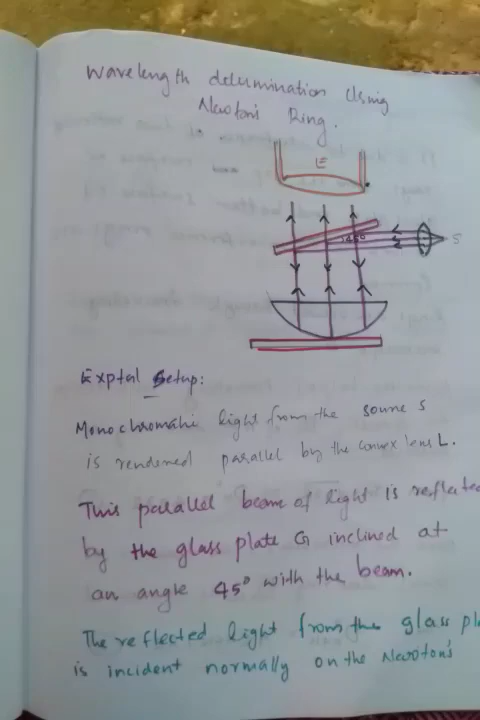 Wavelength detelmination Using
Newton's Ring.
E
45°
S
Exptal Setup:
Monochromatic light from the source S
is rendered parallel by the convex lens L.
This parallel beam of light is reflected
by the glass plate G inclined at
an angle 45° with the beam.
The reflected light from the glass pl
is incident normally on the Newton's